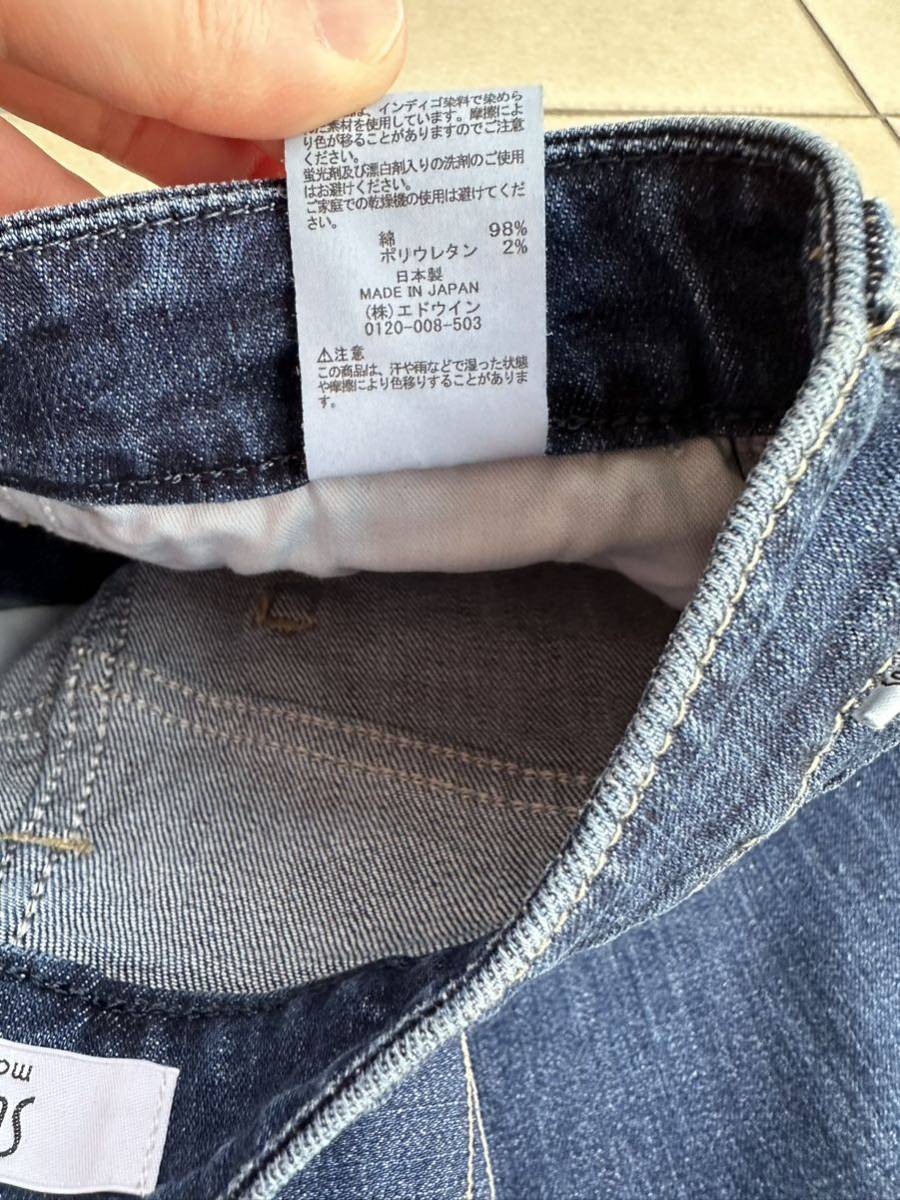 は、インディゴ染料で染めら
た素材を使用しています。摩擦によ
り色が移ることがありますのでご注意
ください。
蛍光剤及び漂白剤入りの洗剤のご使用
はお避けください。
ご家庭での乾燥機の使用は避けてくだ
さい。
綿 98%
ポリウレタン 2%
日本製
MADE IN JAPAN
(株)エドウイン
0120-008-503
⚠注意
この商品は、汗や雨などで湿った状態
や摩擦により色移りすることがありま
す。